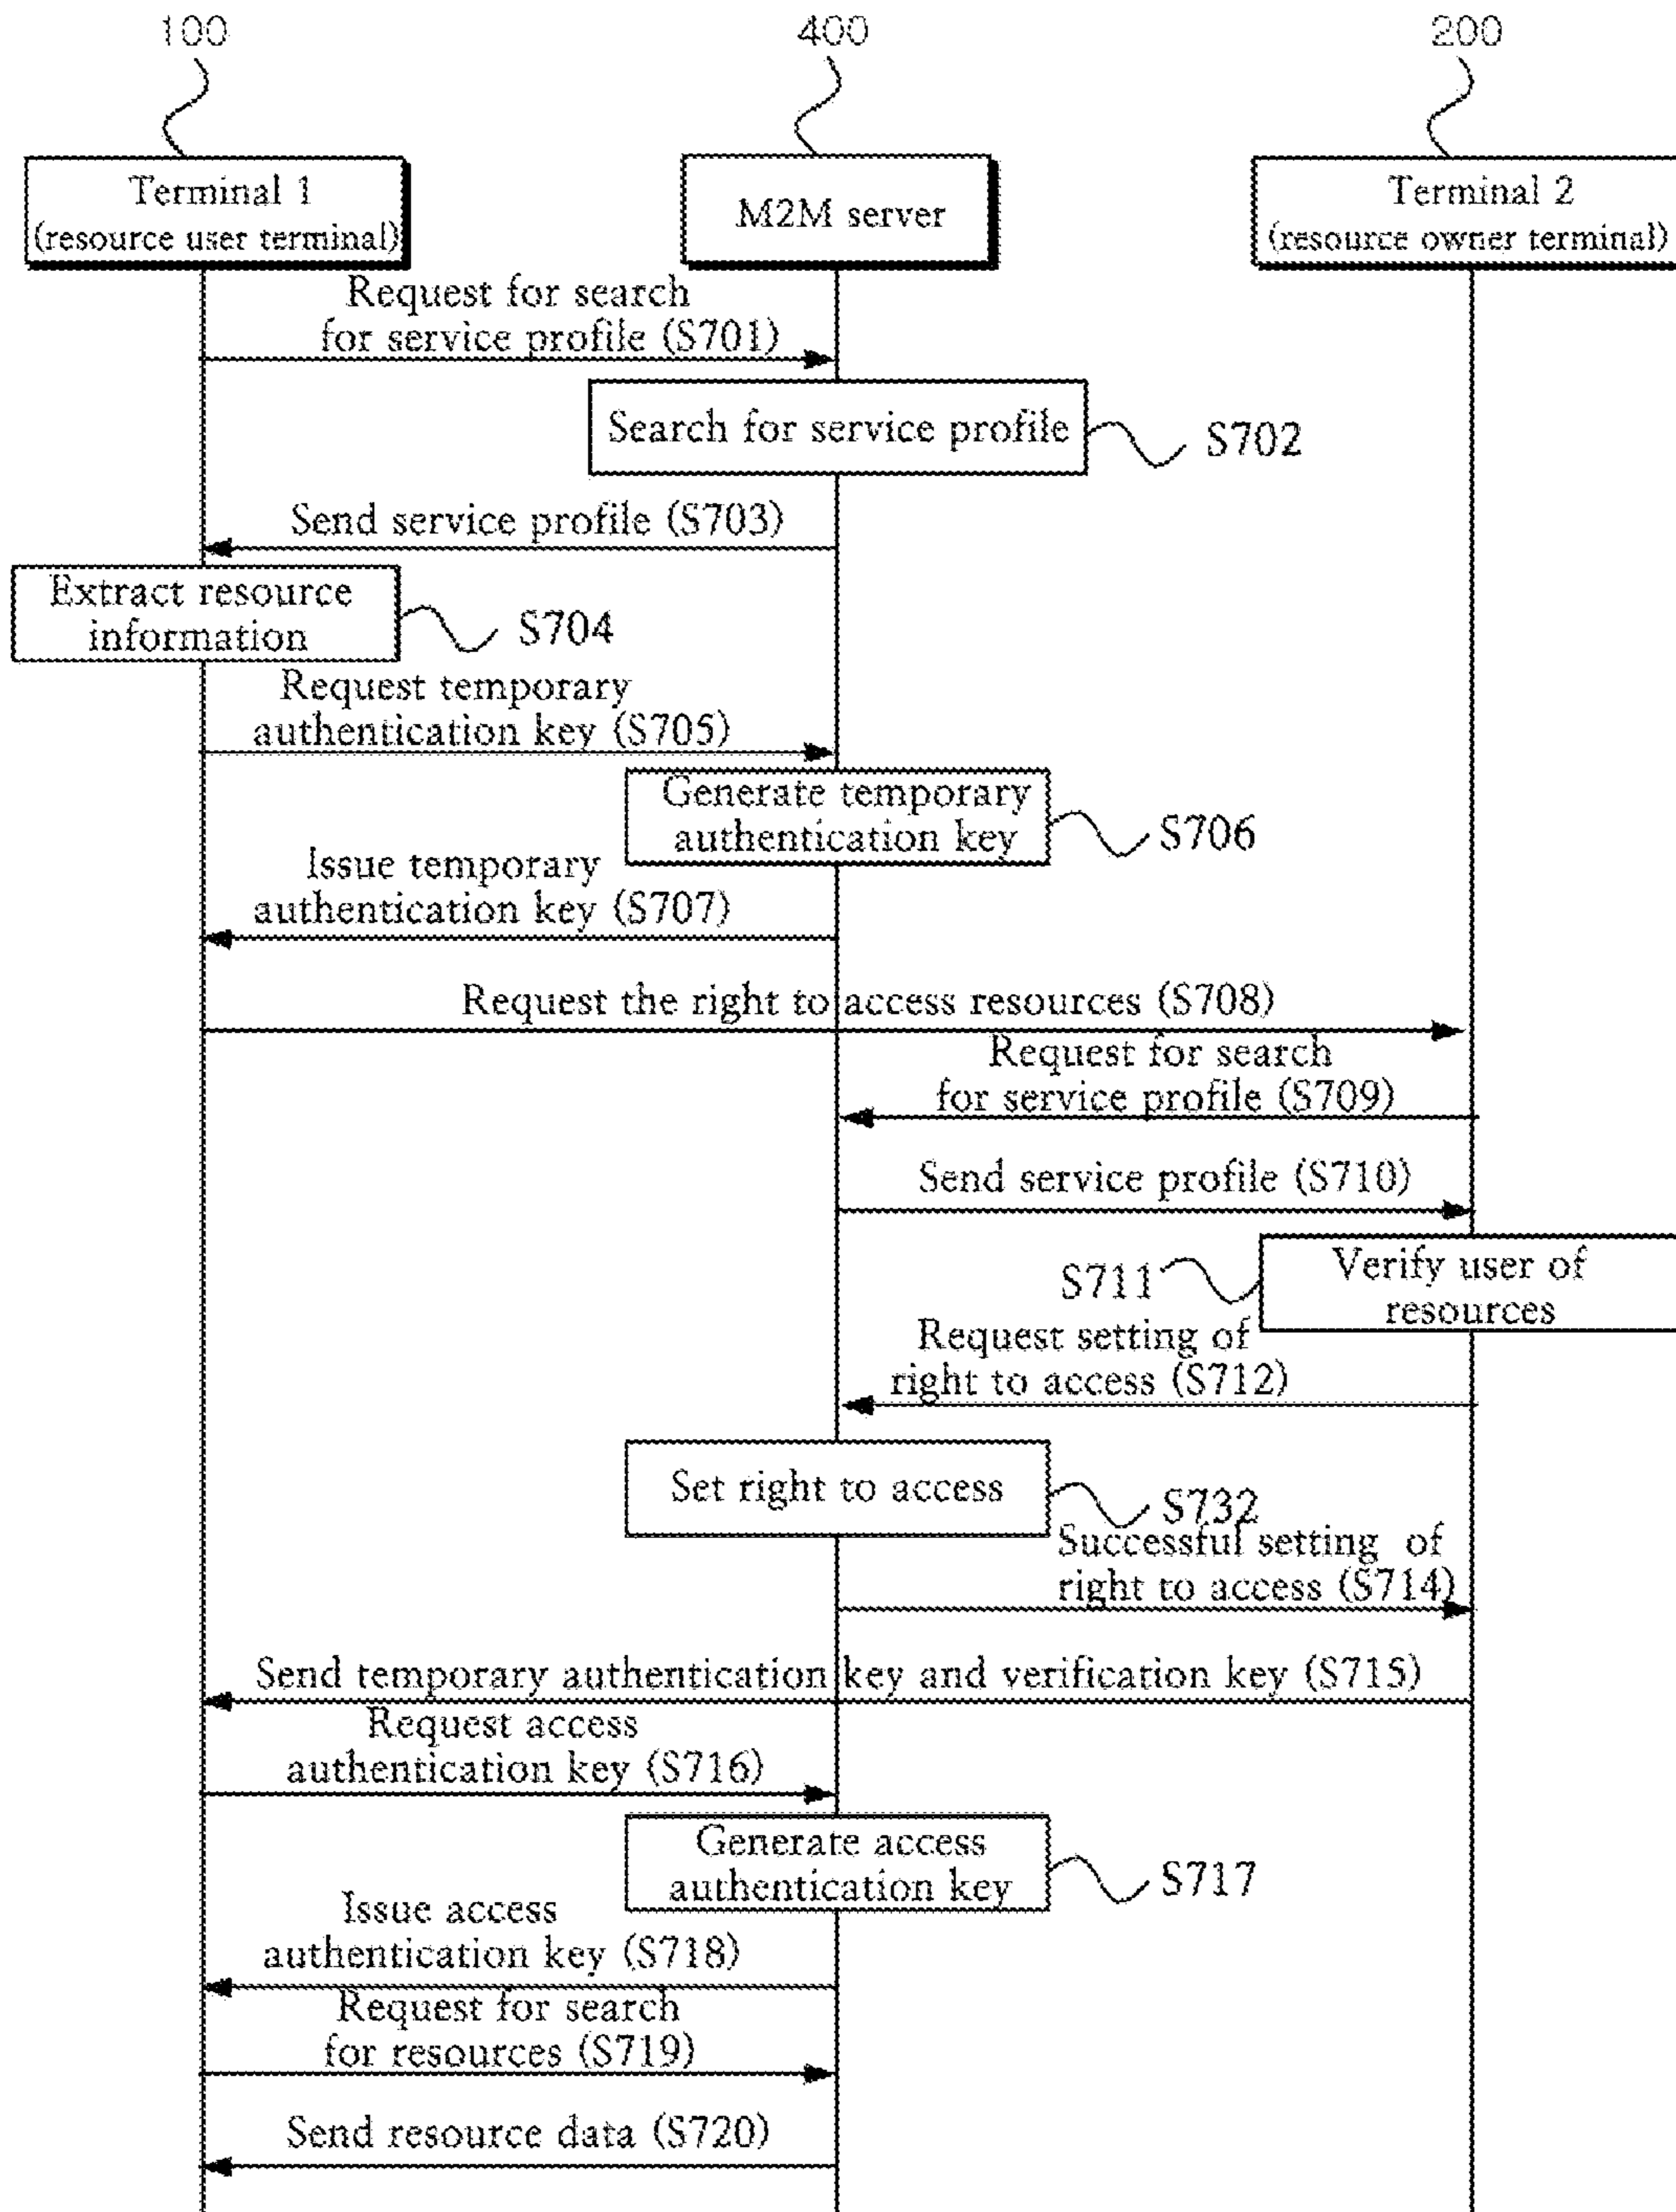 100
400
200
Terminal 1
(resource user terminal)
M2M server
Terminal 2
(resource owner terminal)
Request for search
for service profile (S701)
Search for service profile
S702
Send service profile (S703)
Extract resource
information
S704
Request temporary
authentication key (S705)
Generate temporary
authentication key
S706
Issue temporary
authentication key (S707)
Request the right to access resources (S708)
Request for search
for service profile (S709)
Send service profile (S710)
S711
Verify user of
resources
Request setting of
right to access (S712)
Set right to access
S732
Successful setting of
right to access (S714)
Send temporary authentication key and verification key (S715)
Request access
authentication key (S716)
Generate access
authentication key
S717
Issue access
authentication key (S718)
Request for search
for resources (S719)
Send resource data (S720)